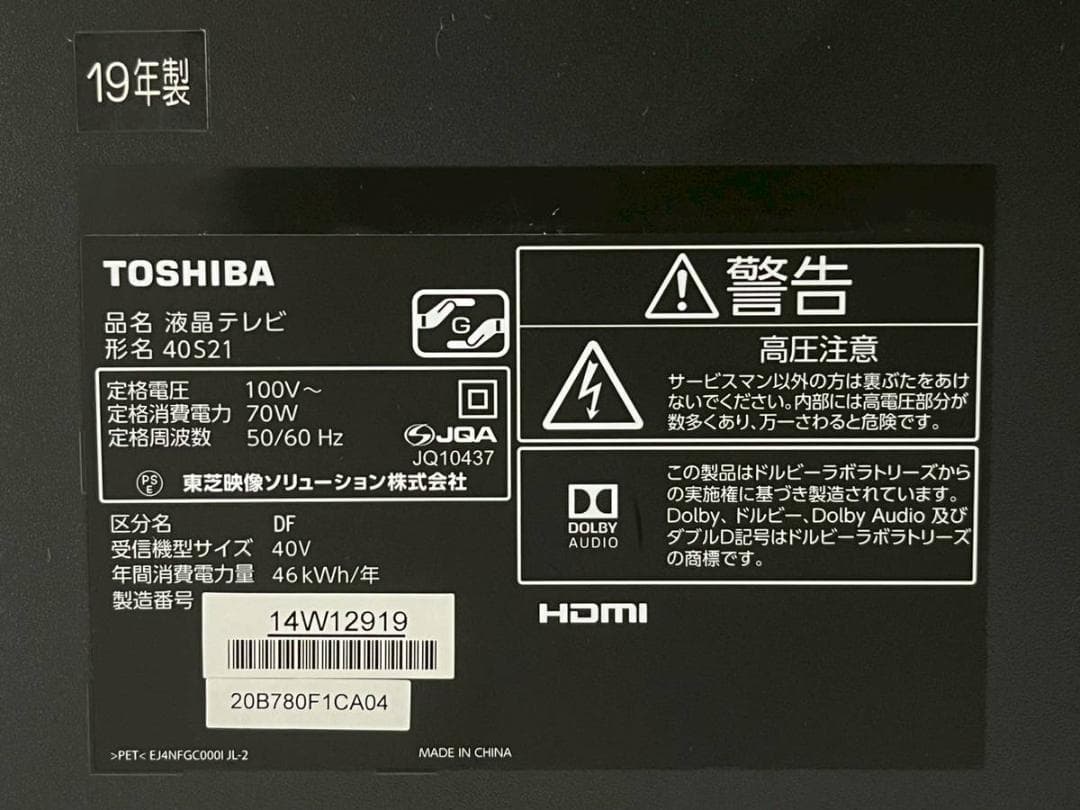 19年製
TOSHIBA
品名 液晶テレビ
形名 40S21
G
定格電圧 100V～
定格消費電力 70W
定格周波数 50/60 Hz
JQA
JQ10437
PS
E
東芝映像ソリューション株式会社
区分名 DF
受信機型サイズ 40V
年間消費電力量 46kWh/年
製造番号
14W12919
20B780F1CA04
>PET< EJ4NFGC000I JL-2
MADE IN CHINA
警告
高圧注意
サービスマン以外の方は裏ぶたをあけ
ないでください。内部には高電圧部分が
数多くあり、万一さわると危険です。
DOLBY
AUDIO
この製品はドルビーラボラトリーズから
の実施権に基づき製造されています。
Dolby、ドルビー、Dolby Audio 及び
ダブルD記号はドルビーラボラトリーズ
の商標です。
HDMI